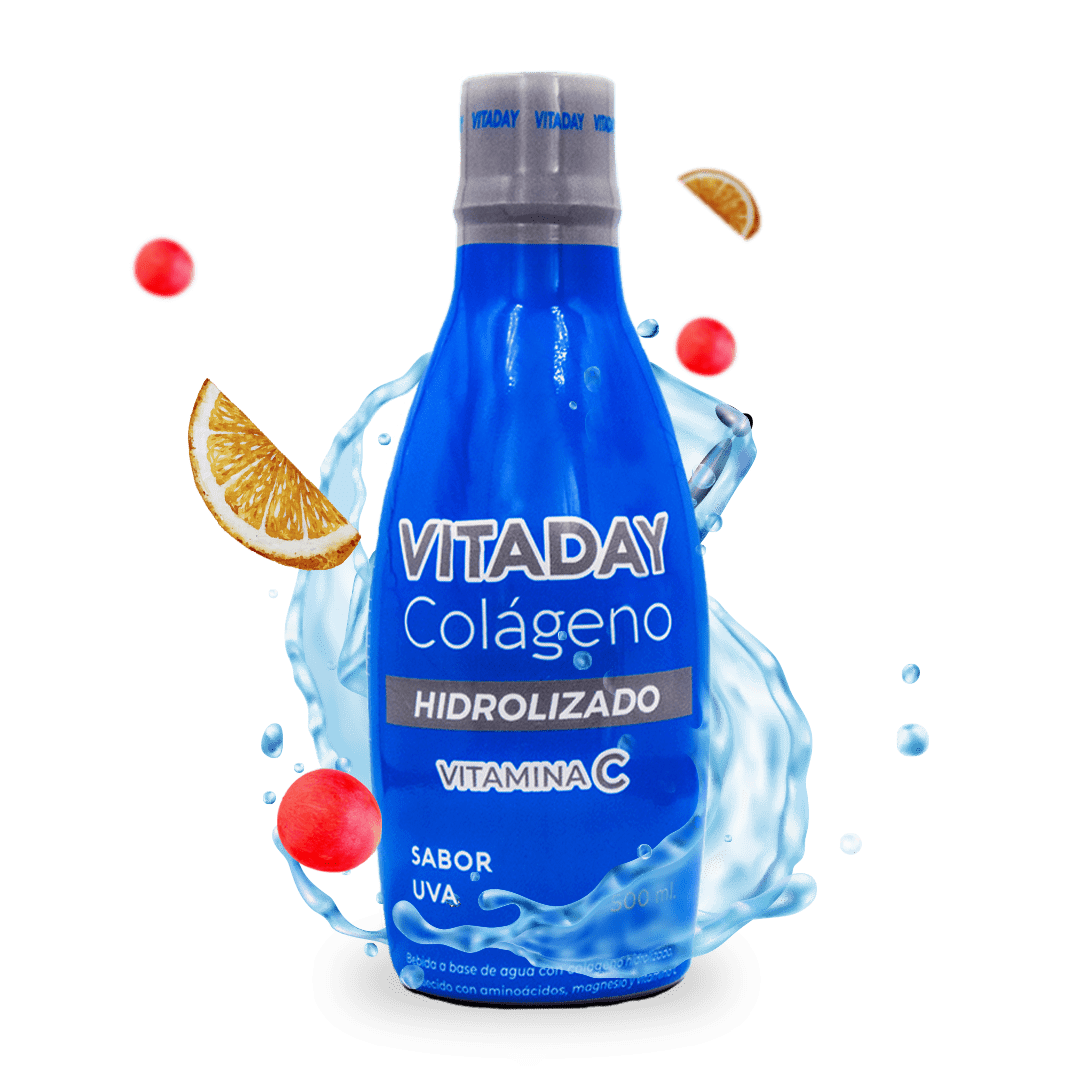 VITADAY VITADAY
VITADAY
Colágeno
HIDROLIZADO
VITAMINA C
SABOR
UVA
500 ml.
Bebida a base de agua con colágeno hidrolizado
con aminoácidos, magnesio y